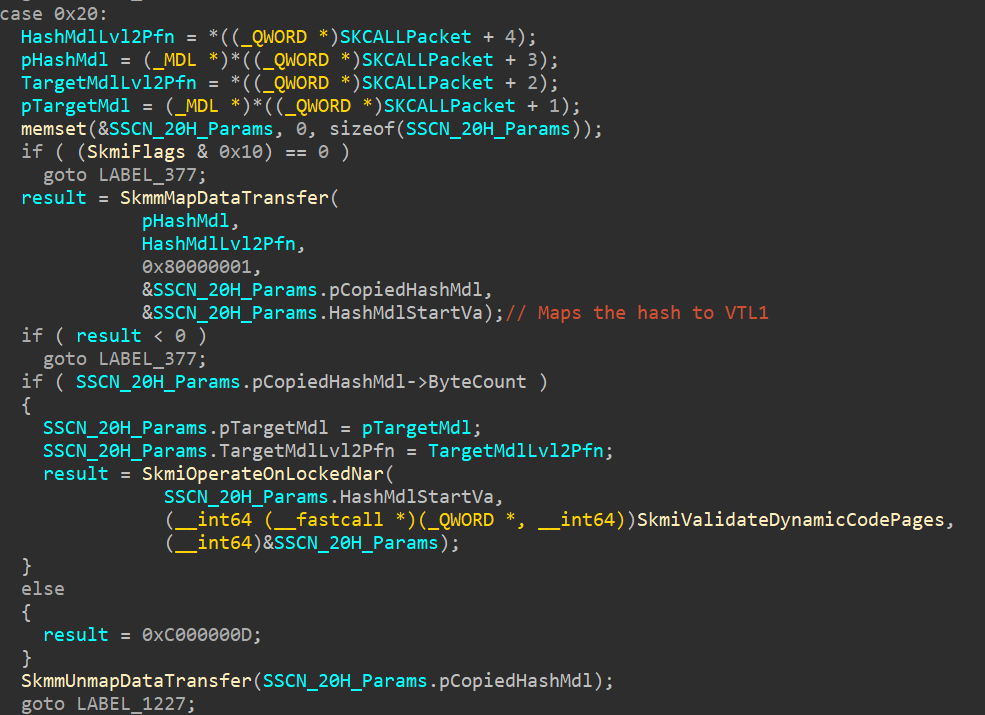 case 0x20:
HashMdlLvl2Pfn = *((_QWORD *)SKCALLPacket + 4);
pHashMdl = (_MDL *)*((_QWORD *)SKCALLPacket + 3);
TargetMdlLvl2Pfn = *((_QWORD *)SKCALLPacket + 2);
pTargetMdl = (_MDL *)*((_QWORD *)SKCALLPacket + 1);
memset(&SSCN_20H_Params, 0, sizeof(SSCN_20H_Params));
if ( (SkmiFlags & 0x10) == 0 )
goto LABEL_377;
result = SkmmMapDataTransfer(
pHashMdl,
HashMdlLvl2Pfn,
0x80000001,
&SSCN_20H_Params.pCopiedHashMdl,
&SSCN_20H_Params.HashMdlStartVa);// Maps the hash to VTL1
if ( result < 0 )
goto LABEL_377;
if ( SSCN_20H_Params.pCopiedHashMdl->ByteCount )
{
SSCN_20H_Params.pTargetMdl = pTargetMdl;
SSCN_20H_Params.TargetMdlLvl2Pfn = TargetMdlLvl2Pfn;
result = SkmiOperateOnLockedNar(
SSCN_20H_Params.HashMdlStartVa,
(__int64 (__fastcall *)(_QWORD *, __int64))SkmiValidateDynamicCodePages,
(__int64)&SSCN_20H_Params);
}
else
{
result = 0xC000000D;
}
SkmmUnmapDataTransfer(SSCN_20H_Params.pCopiedHashMdl);
goto LABEL_1227;